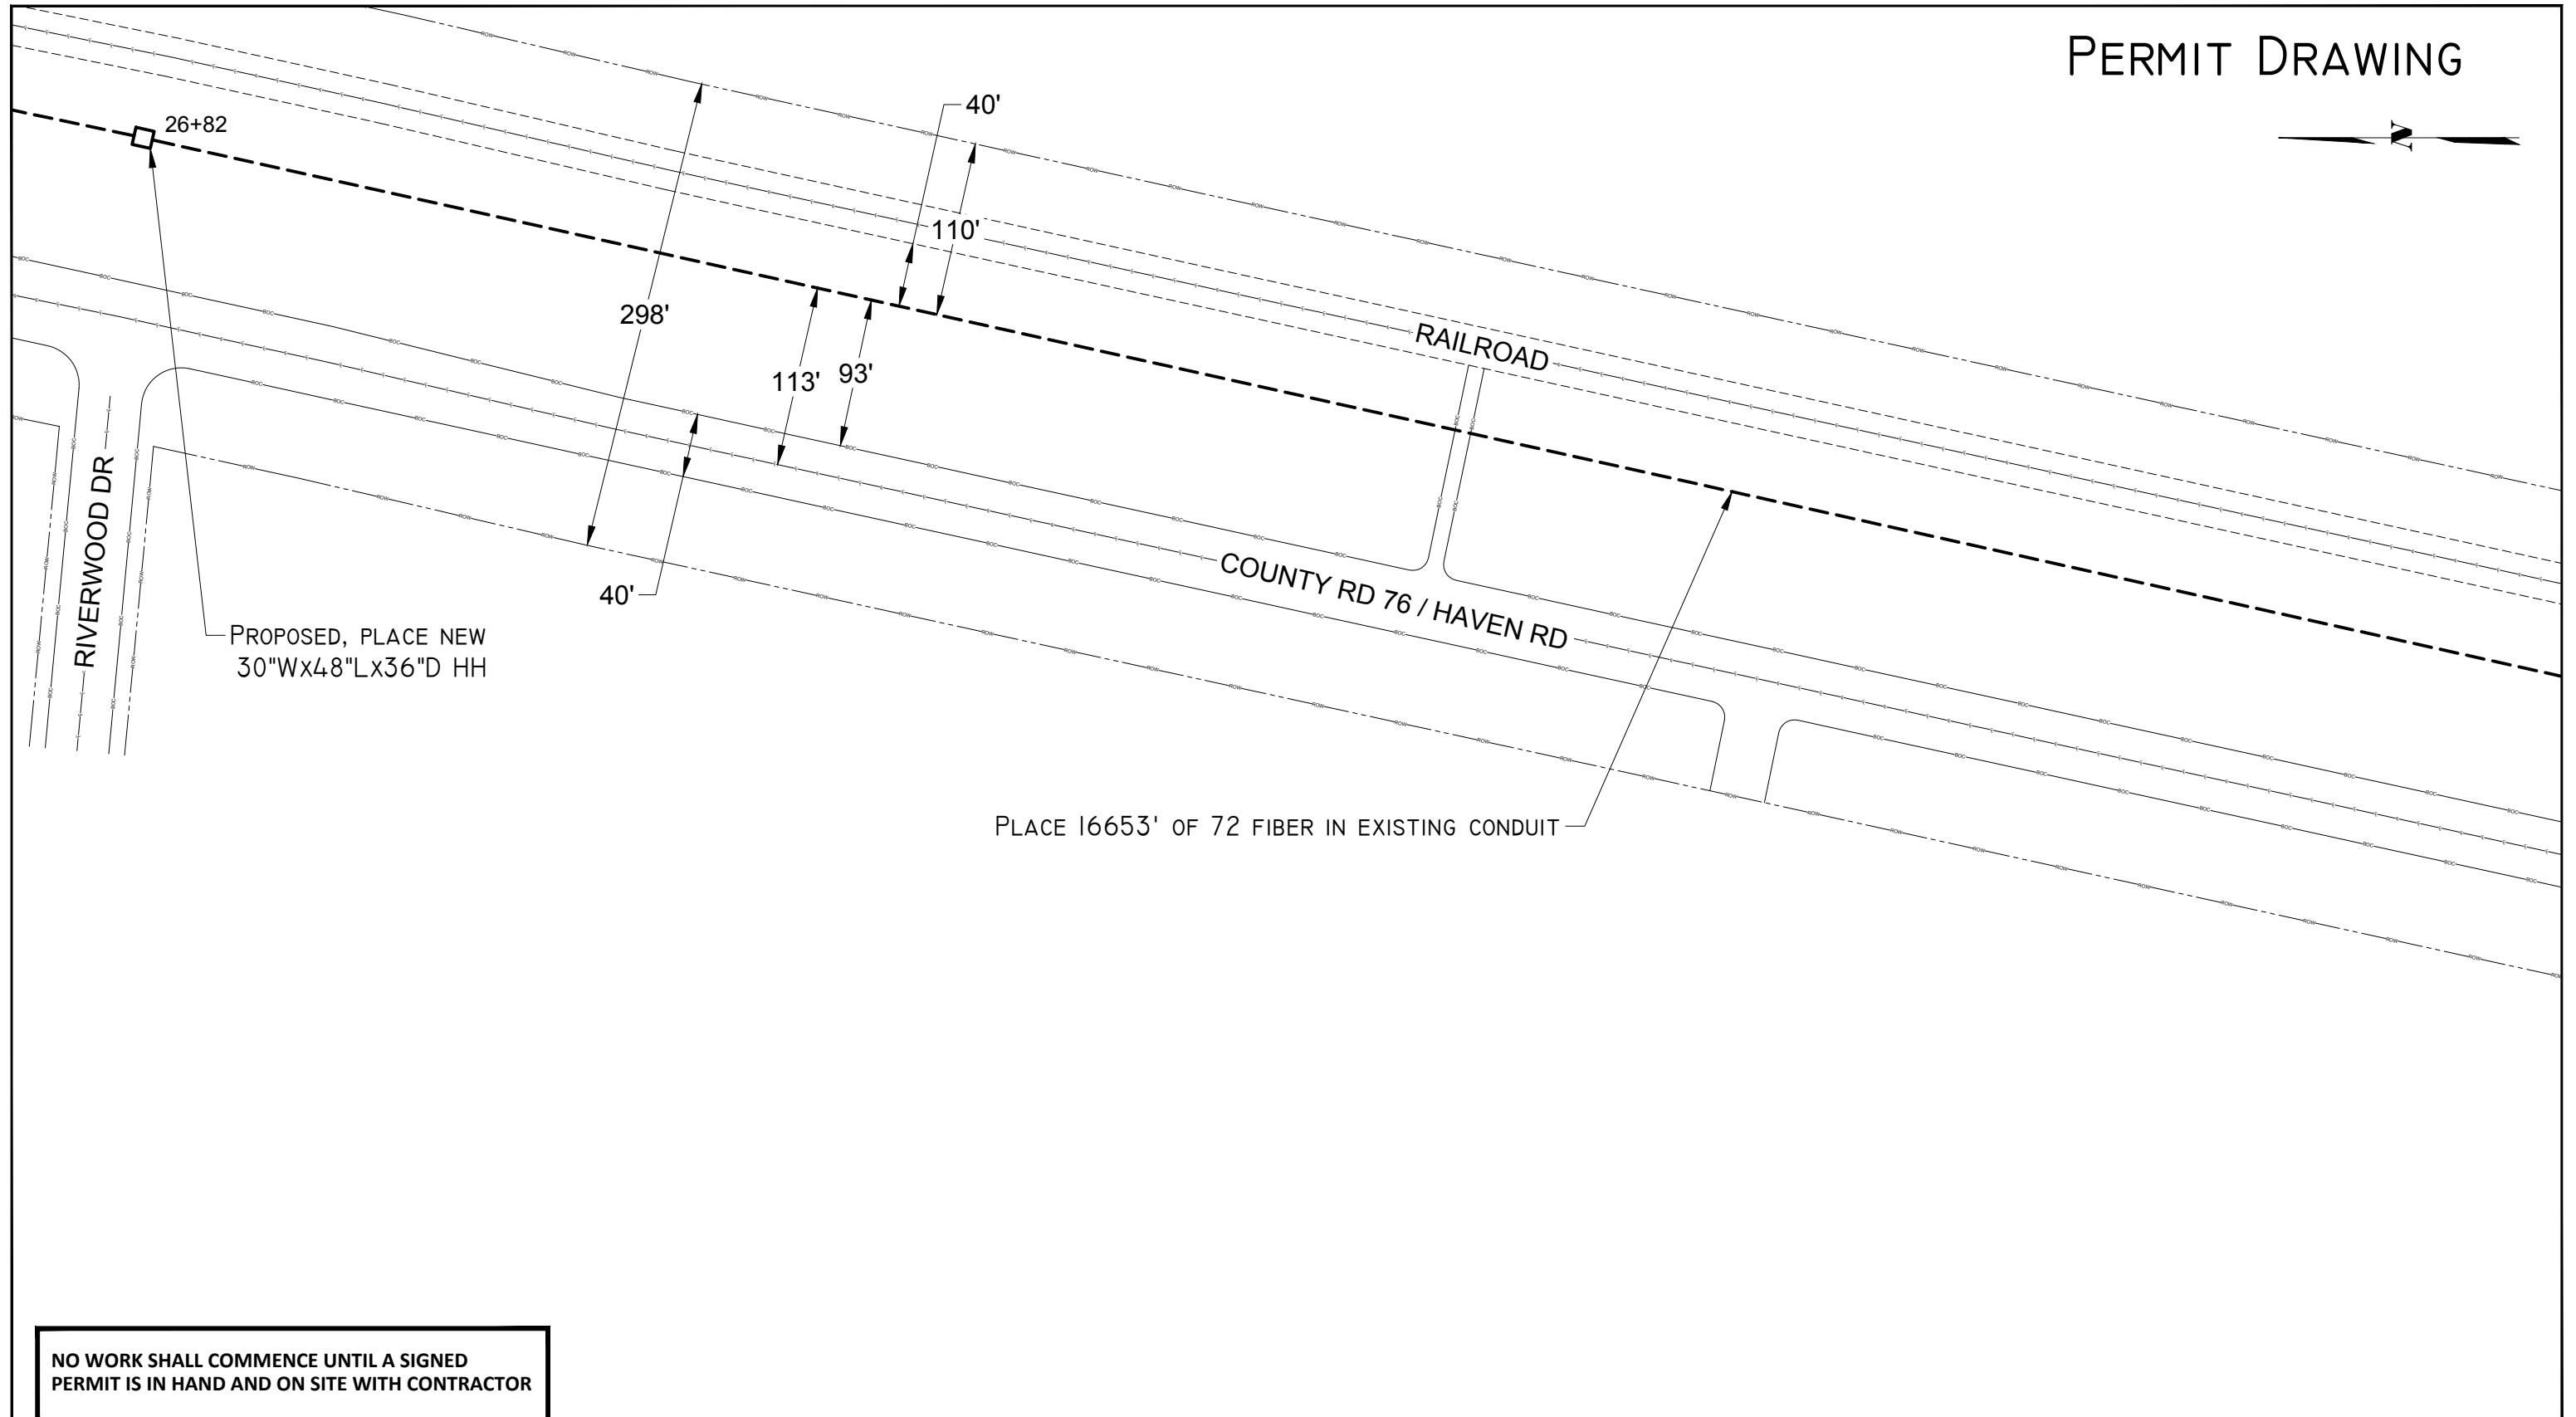 PERMIT DRAWING
N
26+82
40'
110'
298'
113'
93'
40'
RAILROAD
COUNTY RD 76 / HAVEN RD
RIVERWOOD DR
PROPOSED, PLACE NEW
30"WX48"LX36"D HH
PLACE 16653' OF 72 FIBER IN EXISTING CONDUIT
ROW
BOC
NO WORK SHALL COMMENCE UNTIL A SIGNED
PERMIT IS IN HAND AND ON SITE WITH CONTRACTOR